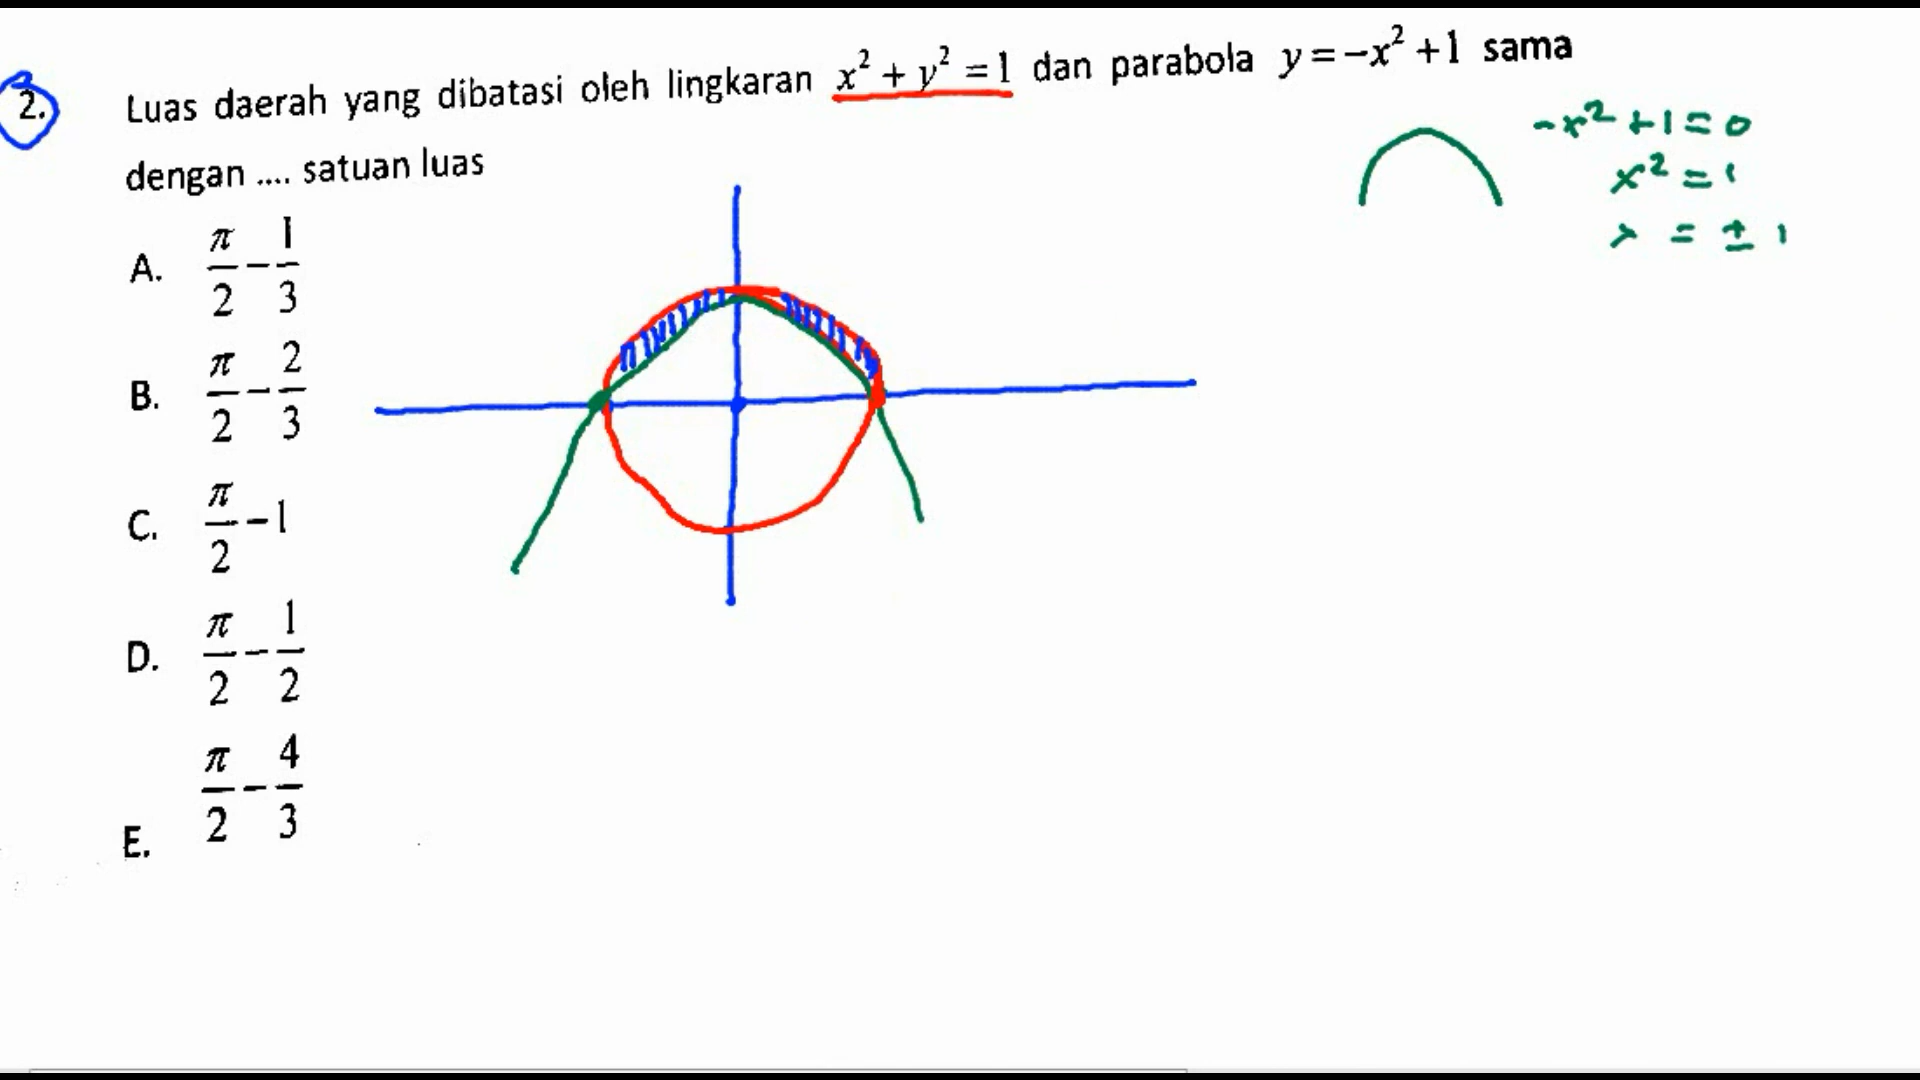 2. Luas daerah yang dibatasi oleh lingkaran x² + y² = 1 dan parabola y = −x² + 1 sama
dengan .... satuan luas
-x² + 1 = 0
x² = 1
x = ± 1
A. π/2 − 1/3
B. π/2 − 2/3
C. π/2 − 1
D. π/2 − 1/2
E. π/2 − 4/3